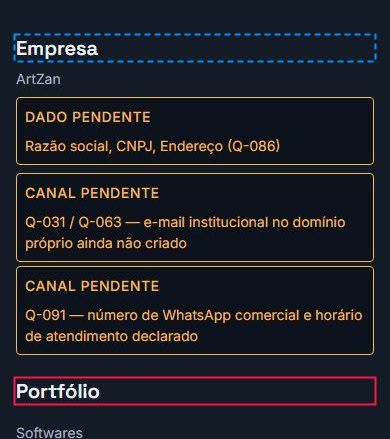 Empresa
ArtZan
DADO PENDENTE
Razão social, CNPJ, Endereço (Q-086)
CANAL PENDENTE
Q-031 / Q-063 — e-mail institucional no domínio
próprio ainda não criado
CANAL PENDENTE
Q-091 — número de WhatsApp comercial e horário
de atendimento declarado
Portfólio
Softwares